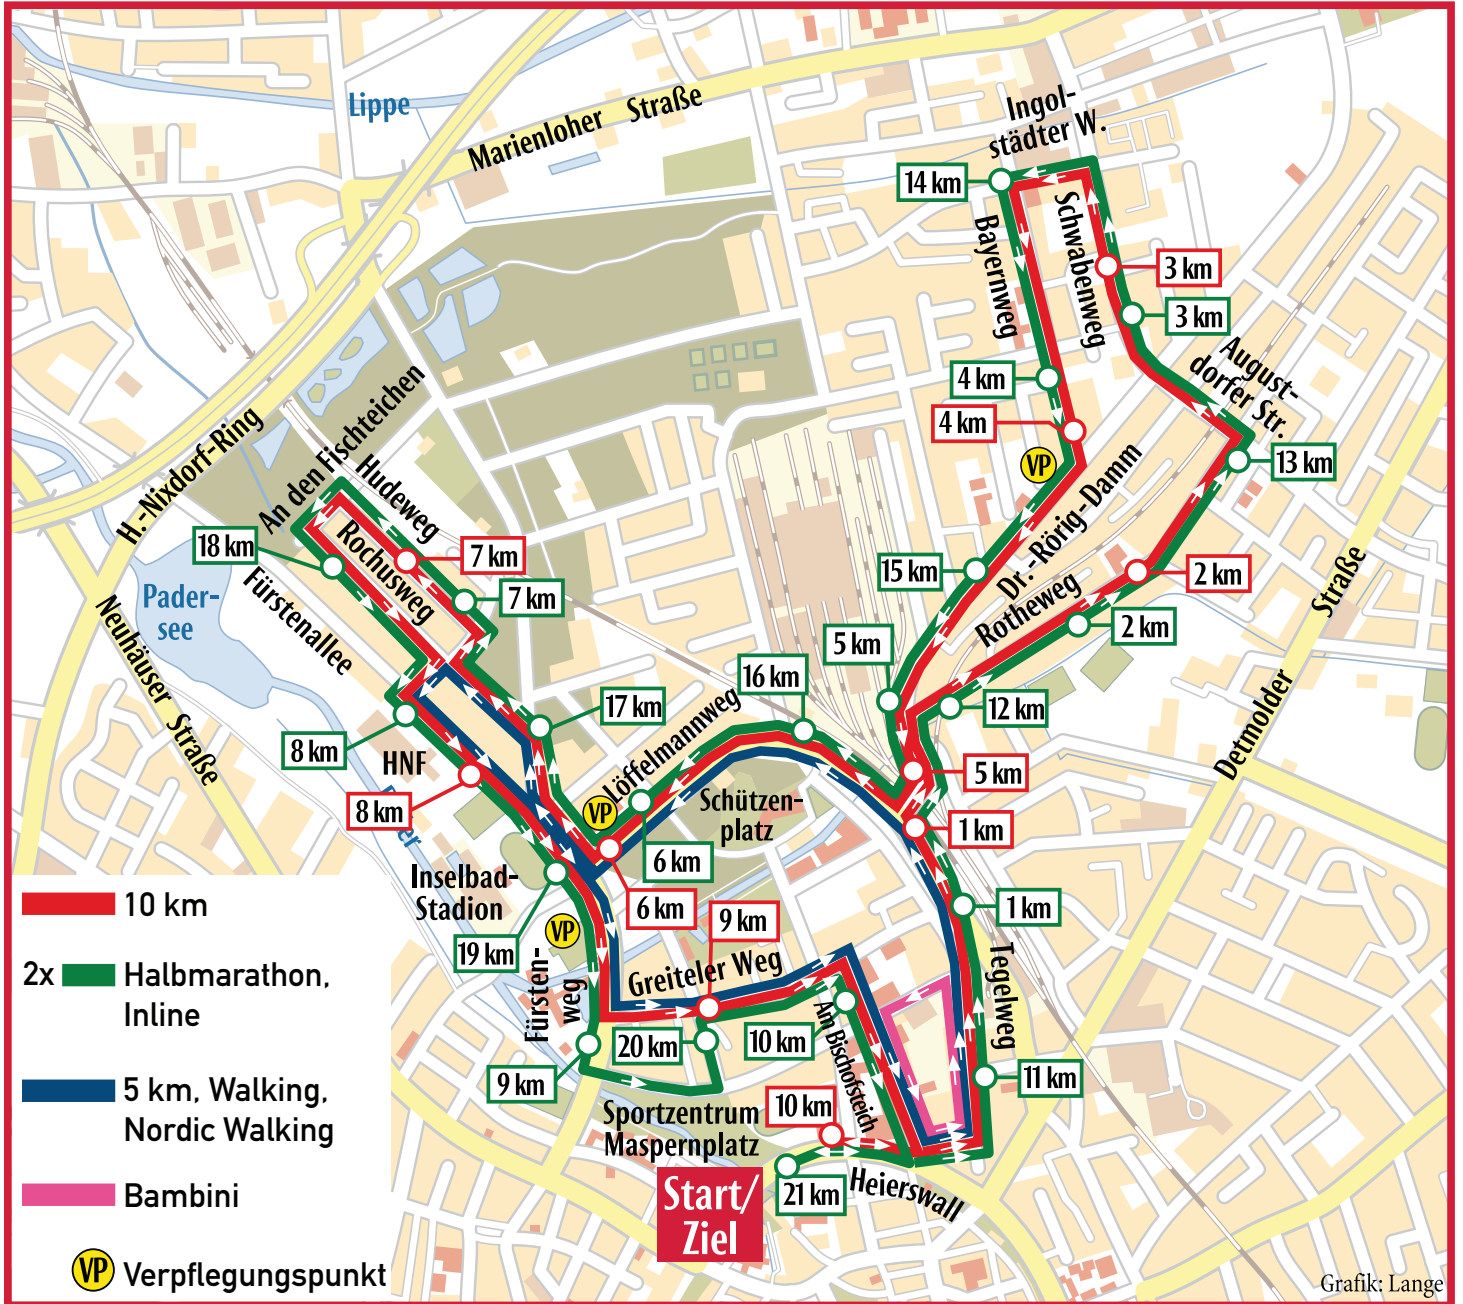 Lippe
Marienloher Straße
Ingol-
städter W.
14 km
Bayernweg
Schwabenweg
3 km
3 km
August-
dorfer Str.
4 km
4 km
VP
13 km
H.-Nixdorf-Ring
An den Fischteichen
Hudeweg
Rochusweg
18 km
7 km
7 km
Fürstenallee
Pader-
see
Neuhäuser Straße
Dr.-Rörig-Damm
Rotheweg
15 km
2 km
2 km
Detmolder Straße
5 km
16 km
17 km
12 km
8 km
HNF
8 km
Löffelmannweg
VP
Schützen-
platz
5 km
1 km
6 km
6 km
Inselbad-
Stadion
9 km
1 km
19 km
VP
Fürsten-
weg
Greiteler Weg
Tegelweg
20 km
10 km
Am Bischofsteich
9 km
11 km
Sportzentrum
Maspernplatz
10 km
21 km
Heierswall
Start/
Ziel
10 km
2x Halbmarathon,
Inline
5 km, Walking,
Nordic Walking
Bambini
VP Verpflegungspunkt
Grafik: Lange